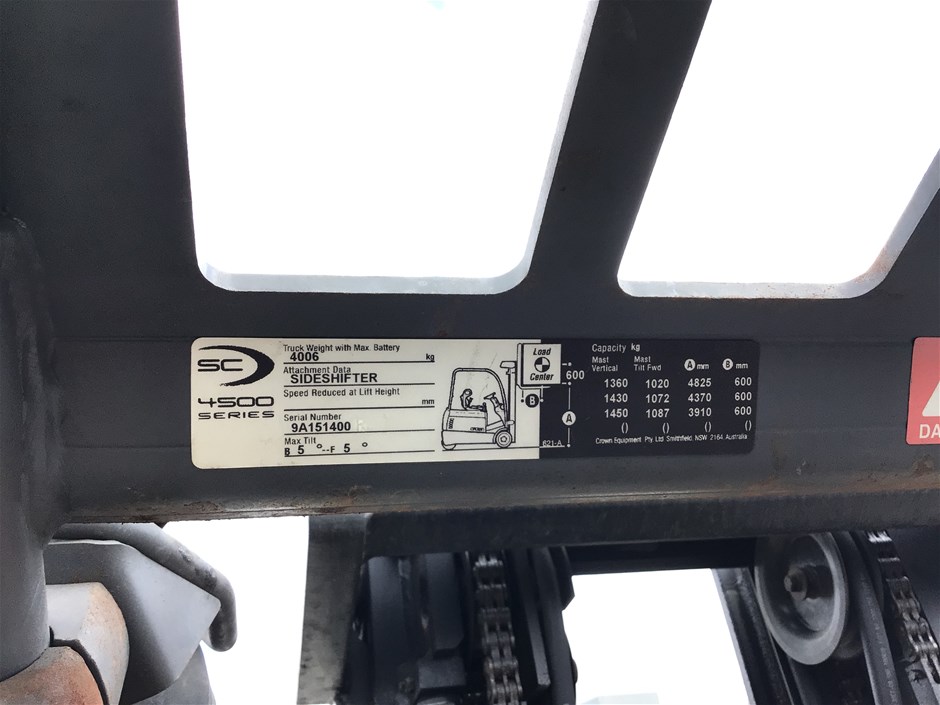 SC
4500
SERIES
Truck Weight with Max. Battery
4006 kg
Attachment Data
SIDESHIFTER
Speed Reduced at Lift Height
mm
Serial Number
9A151400
Max Tilt
B 5 °--F 5 °
Load
Center
600
B
A
621-A
Capacity kg
Mast Vertical Mast Tilt Fwd A mm B mm
1360 1020 4825 600
1430 1072 4370 600
1450 1087 3910 600
() () () ()
Crown Equipment Pty Ltd Smithfield, NSW 2164 Australia
DA